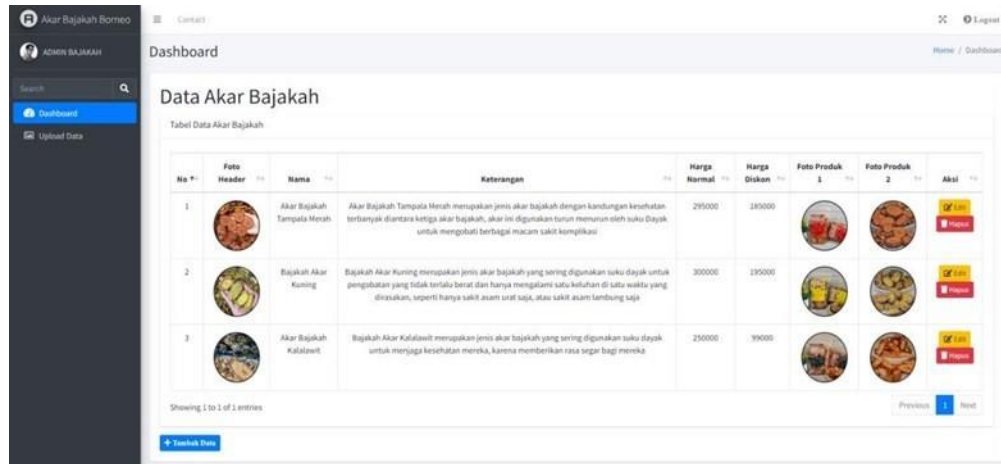 Akar Bajakah Borneo
Contact
Logout
ADMIN BAJAKAH
Dashboard
Home / Dashboard
Search
Dashboard
Upload Data
Data Akar Bajakah
Tabel Data Akar Bajakah
No Foto Header Nama Keterangan Harga Normal Harga Diskon Foto Produk 1 Foto Produk 2 Aksi
1 Akar Bajakah Tampala Merah
Akar Bajakah Tampala Merah merupakan jenis akar bajakah dengan kandungan kesehatan
terbanyak diantara ketiga akar bajakah, akar ini digunakan turun menurun oleh suku Dayak
untuk mengobati berbagai macam sakit komplikasi
295000 185000
Edit
Hapus
2 Bajakah Akar Kuning
Bajakah Akar Kuning merupakan jenis akar bajakah yang sering digunakan suku dayak untuk
pengobatan yang tidak terlalu berat dan hanya mengalami satu keluhan di satu waktu yang
dirasakan, seperti hanya sakit asam urat saja, atau sakit asam lambung saja
300000 195000
Edit
Hapus
3 Akar Bajakah Kalalawit
Bajakah Akar Kalalawit merupakan jenis akar bajakah yang sering digunakan suku dayak
untuk menjaga kesehatan mereka, karena memberikan rasa segar bagi mereka
250000 99000
Edit
Hapus
Showing 1 to 1 of 1 entries
Previous 1 Next
+ Tambah Data